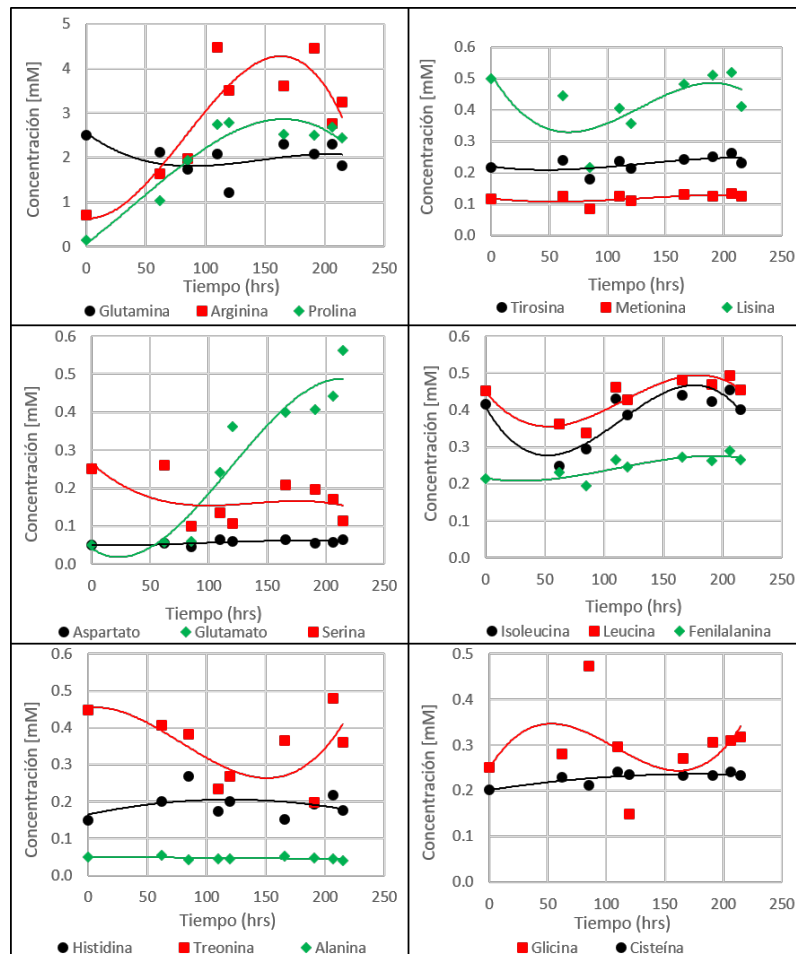 Concentración [mM]
5
4
3
2
1
0
0 50 100 150 200 250
Tiempo (hrs)
Glutamina Arginina Prolina
Concentración [mM]
0.6
0.5
0.4
0.3
0.2
0.1
0.0
0 50 100 150 200 250
Tiempo (hrs)
Tirosina Metionina Lisina
Concentración [mM]
0.6
0.5
0.4
0.3
0.2
0.1
0.0
0 50 100 150 200 250
Tiempo (hrs)
Aspartato Glutamato Serina
Concentración [mM]
0.6
0.5
0.4
0.3
0.2
0.1
0.0
0 50 100 150 200 250
Tiempo (hrs)
Isoleucina Leucina Fenilalanina
Concentración [mM]
0.6
0.5
0.4
0.3
0.2
0.1
0.0
0 50 100 150 200 250
Tiempo (hrs)
Histidina Treonina Alanina
Concentración [mM]
0.5
0.4
0.3
0.2
0.1
0.0
0 50 100 150 200 250
Tiempo (hrs)
Glicina Cisteína